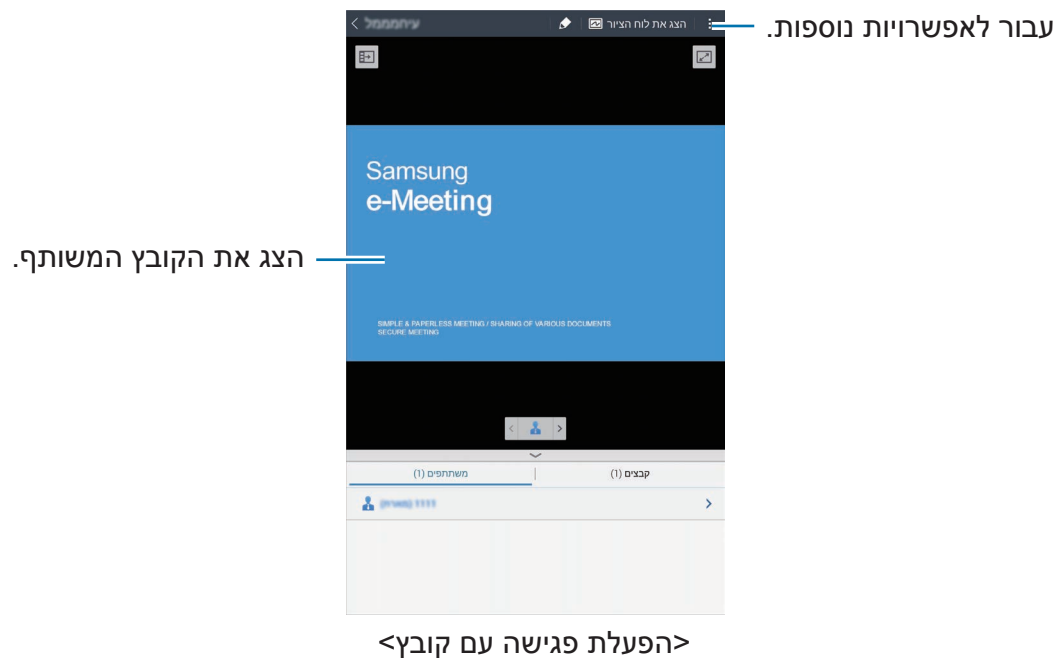 הצג את לוח הציור
עבור לאפשרויות נוספות.
Samsung
e-Meeting
הצג את הקובץ המשותף.
SIMPLE & PAPERLESS MEETING / SHARING OF VARIOUS DOCUMENTS
SECURE MEETING
משתתפים (1)
קבצים (1)
<הפעלת פגישה עם קובץ>